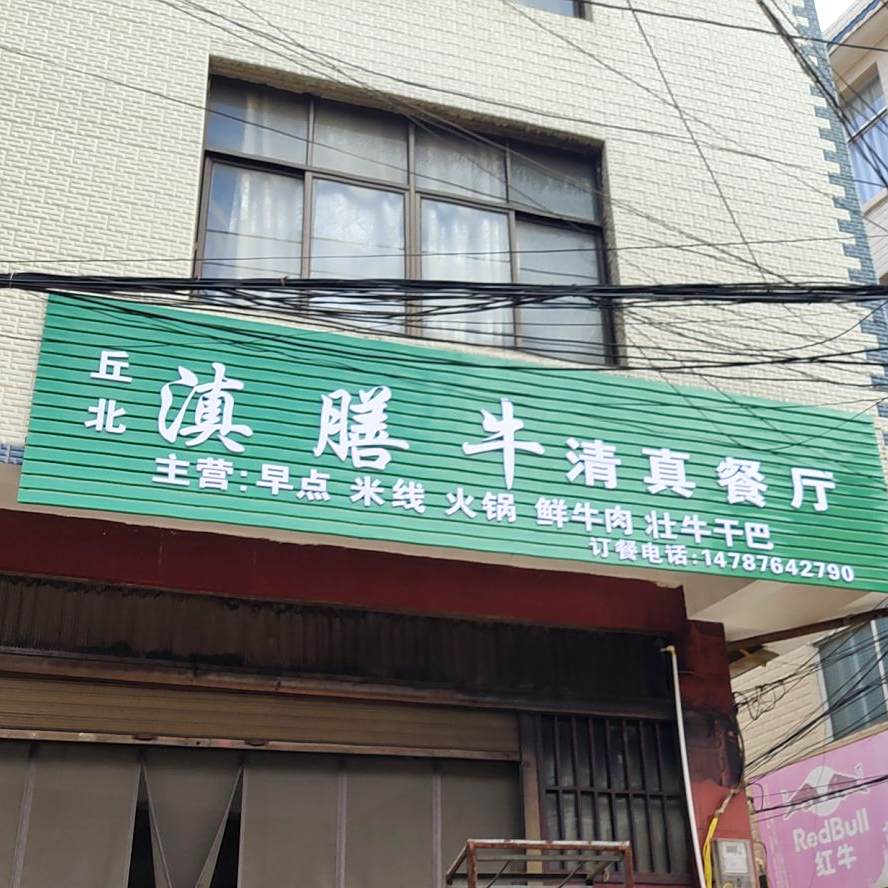 丘北 滇膳牛 清真餐厅
主营:早点 米线 火锅 鲜牛肉 壮牛干巴
订餐电话:14787642790
RedBull
红牛